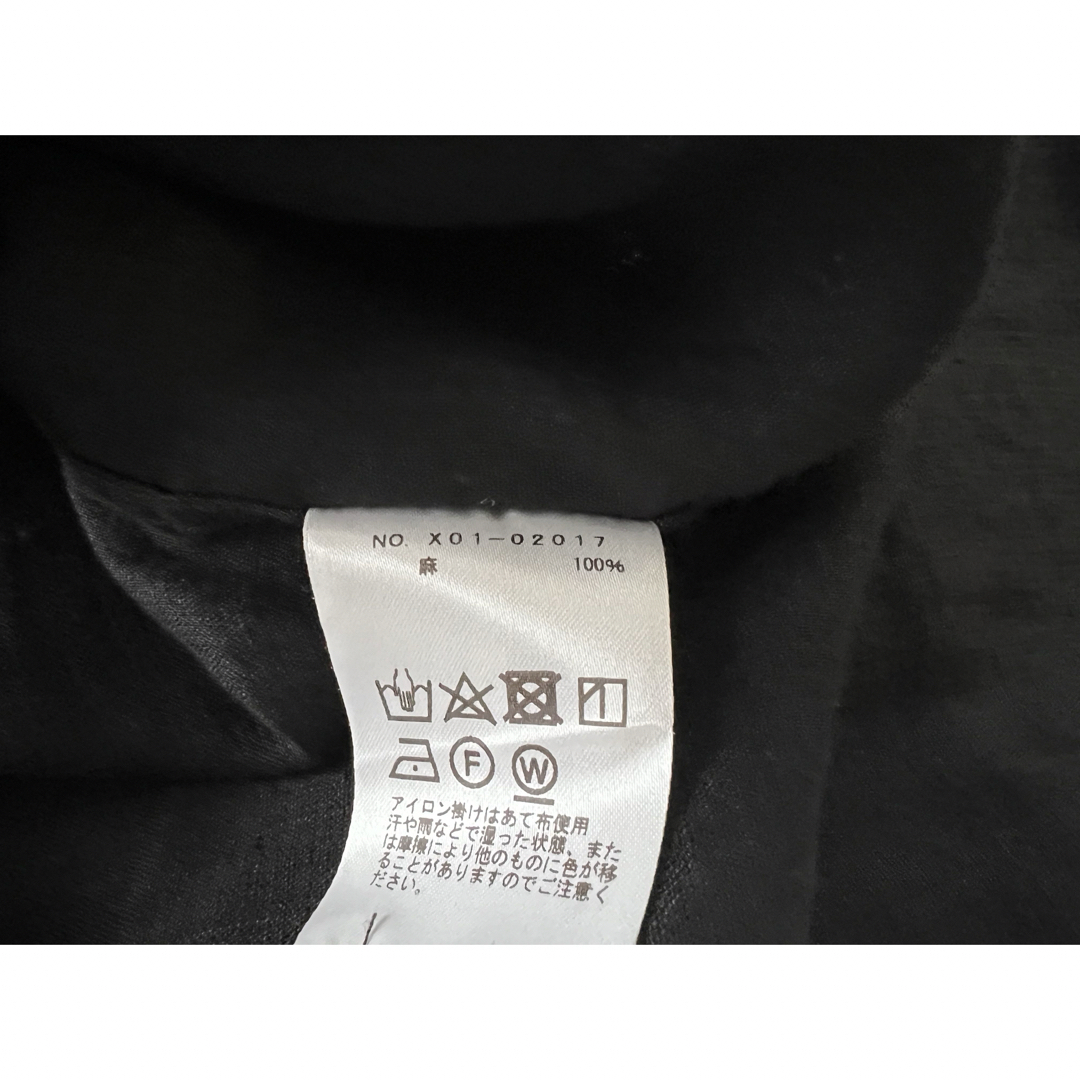 NO. X01-02017
麻 100%
F W
アイロン掛けはあて布使用
汗や雨などで湿った状態、また
は摩擦により他のものに色が移
ることがありますのでご注意く
ださい。